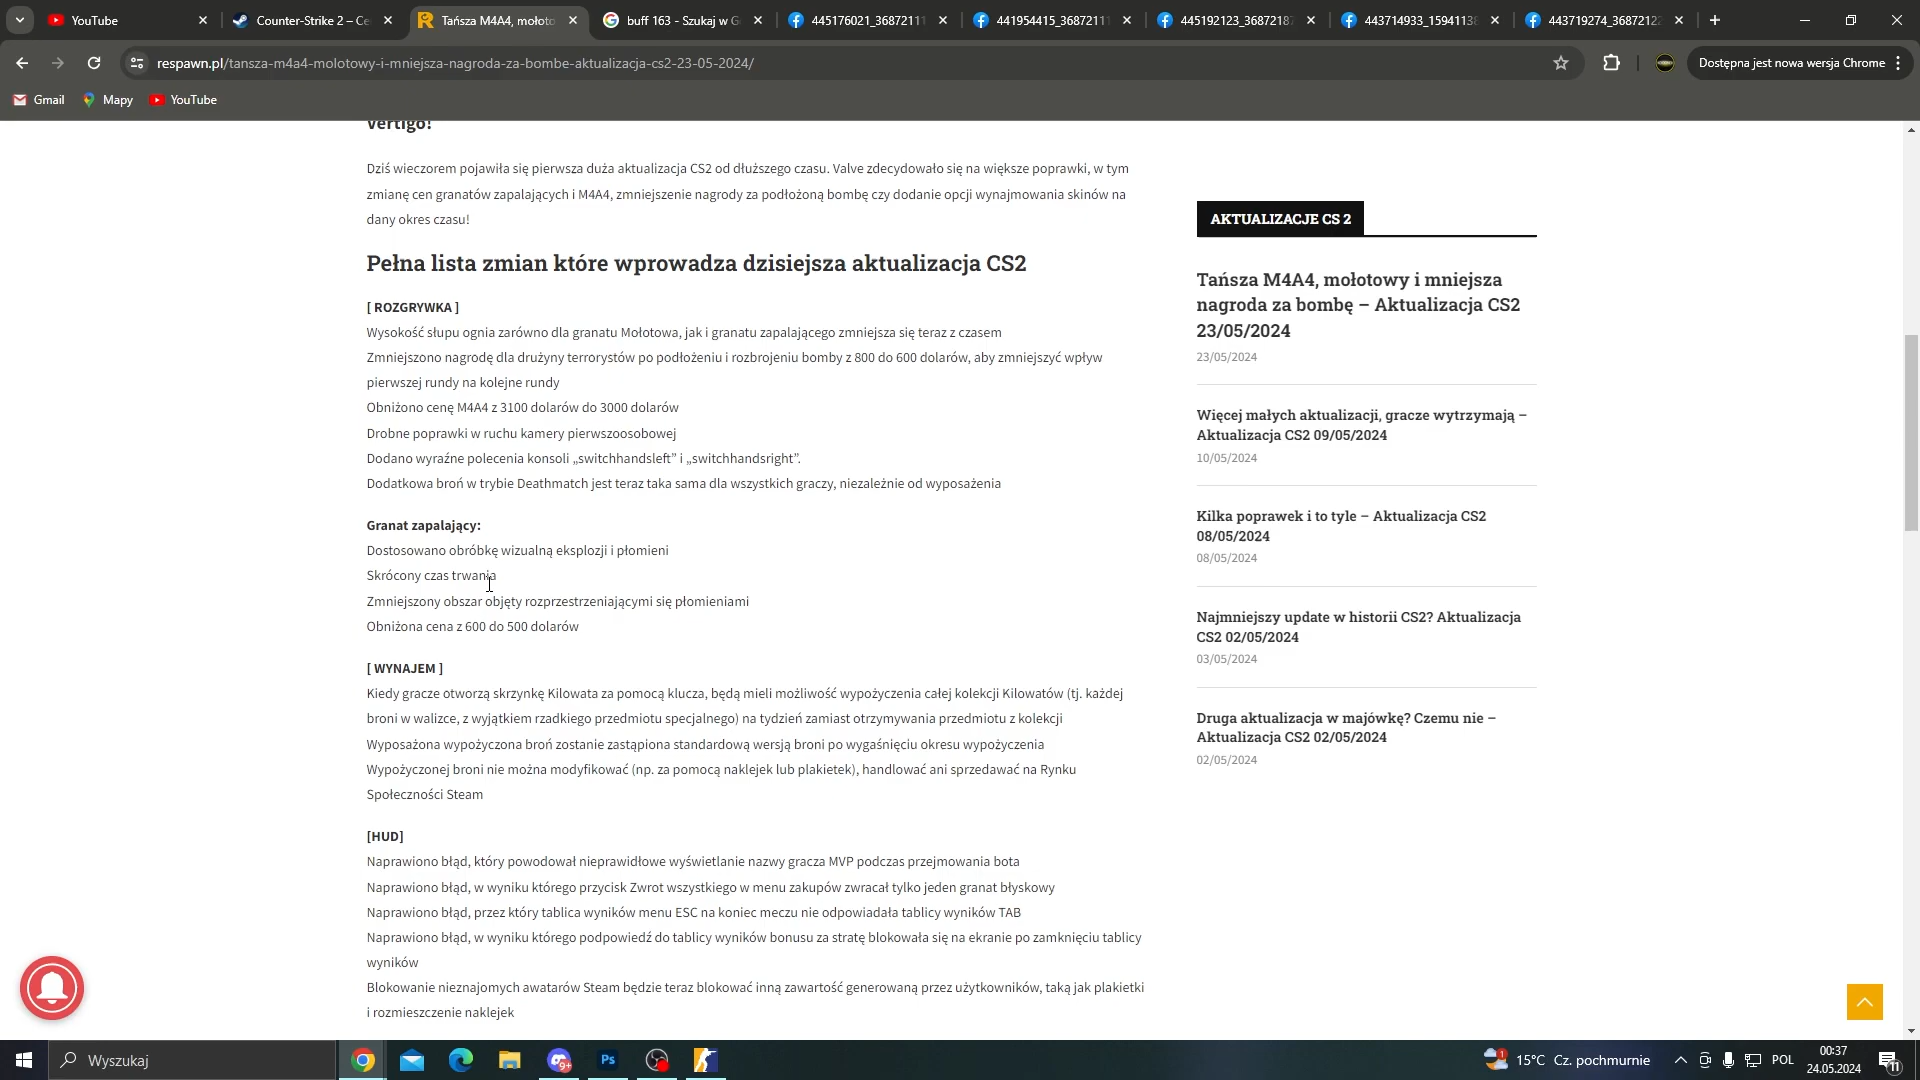 YouTube
Counter-Strike 2 – Ce
Tańsza M4A4, mołoto
buff 163 - Szukaj w G
445176021_36872111
441954415_36872111
445192123_36872187
443714933_15941138
443719274_36872122
respawn.pl/tansza-m4a4-molotowy-i-mniejsza-nagroda-za-bombe-aktualizacja-cs2-23-05-2024/
Dostępna jest nowa wersja Chrome
Gmail
Mapy
YouTube
Vertigo!
Dziś wieczorem pojawiła się pierwsza duża aktualizacja CS2 od dłuższego czasu. Valve zdecydowało się na większe poprawki, w tym
zmianę cen granatów zapalających i M4A4, zmniejszenie nagrody za podłożoną bombę czy dodanie opcji wynajmowania skinów na
dany okres czasu!
Pełna lista zmian które wprowadza dzisiejsza aktualizacja CS2
[ ROZGRYWKA ]
Wysokość słupu ognia zarówno dla granatu Mołotowa, jak i granatu zapalającego zmniejsza się teraz z czasem
Zmniejszono nagrodę dla drużyny terrorystów po podłożeniu i rozbrojeniu bomby z 800 do 600 dolarów, aby zmniejszyć wpływ
pierwszej rundy na kolejne rundy
Obniżono cenę M4A4 z 3100 dolarów do 3000 dolarów
Drobne poprawki w ruchu kamery pierwszoosobowej
Dodano wyraźne polecenia konsoli „switchhandsleft” i „switchhandsright”.
Dodatkowa broń w trybie Deathmatch jest teraz taka sama dla wszystkich graczy, niezależnie od wyposażenia
Granat zapalający:
Dostosowano obróbkę wizualną eksplozji i płomieni
Skrócony czas trwania
Zmniejszony obszar objęty rozprzestrzeniającymi się płomieniami
Obniżona cena z 600 do 500 dolarów
[ WYNAJEM ]
Kiedy gracze otworzą skrzynkę Kilowata za pomocą klucza, będą mieli możliwość wypożyczenia całej kolekcji Kilowatów (tj. każdej
broni w walizce, z wyjątkiem rzadkiego przedmiotu specjalnego) na tydzień zamiast otrzymywania przedmiotu z kolekcji
Wyposażona wypożyczona broń zostanie zastąpiona standardową wersją broni po wygaśnięciu okresu wypożyczenia
Wypożyczonej broni nie można modyfikować (np. za pomocą naklejek lub plakietek), handlować ani sprzedawać na Rynku
Społeczności Steam
[HUD]
Naprawiono błąd, który powodował nieprawidłowe wyświetlanie nazwy gracza MVP podczas przejmowania bota
Naprawiono błąd, w wyniku którego przycisk Zwrot wszystkiego w menu zakupów zwracał tylko jeden granat błyskowy
Naprawiono błąd, przez który tablica wyników menu ESC na koniec meczu nie odpowiadała tablicy wyników TAB
Naprawiono błąd, w wyniku którego podpowiedź do tablicy wyników bonusu za stratę blokowała się na ekranie po zamknięciu tablicy
wyników
Blokowanie nieznajomych awatarów Steam będzie teraz blokować inną zawartość generowaną przez użytkowników, taką jak plakietki
i rozmieszczenie naklejek
AKTUALIZACJE CS 2
Tańsza M4A4, mołotowy i mniejsza
nagroda za bombę – Aktualizacja CS2
23/05/2024
23/05/2024
Więcej małych aktualizacji, gracze wytrzymają –
Aktualizacja CS2 09/05/2024
10/05/2024
Kilka poprawek i to tyle – Aktualizacja CS2
08/05/2024
08/05/2024
Najmniejszy update w historii CS2? Aktualizacja
CS2 02/05/2024
03/05/2024
Druga aktualizacja w majówkę? Czemu nie –
Aktualizacja CS2 02/05/2024
02/05/2024
Wyszukaj
Ps
9+
1
15°C Cz. pochmurnie
POL
00:37
24.05.2024
11